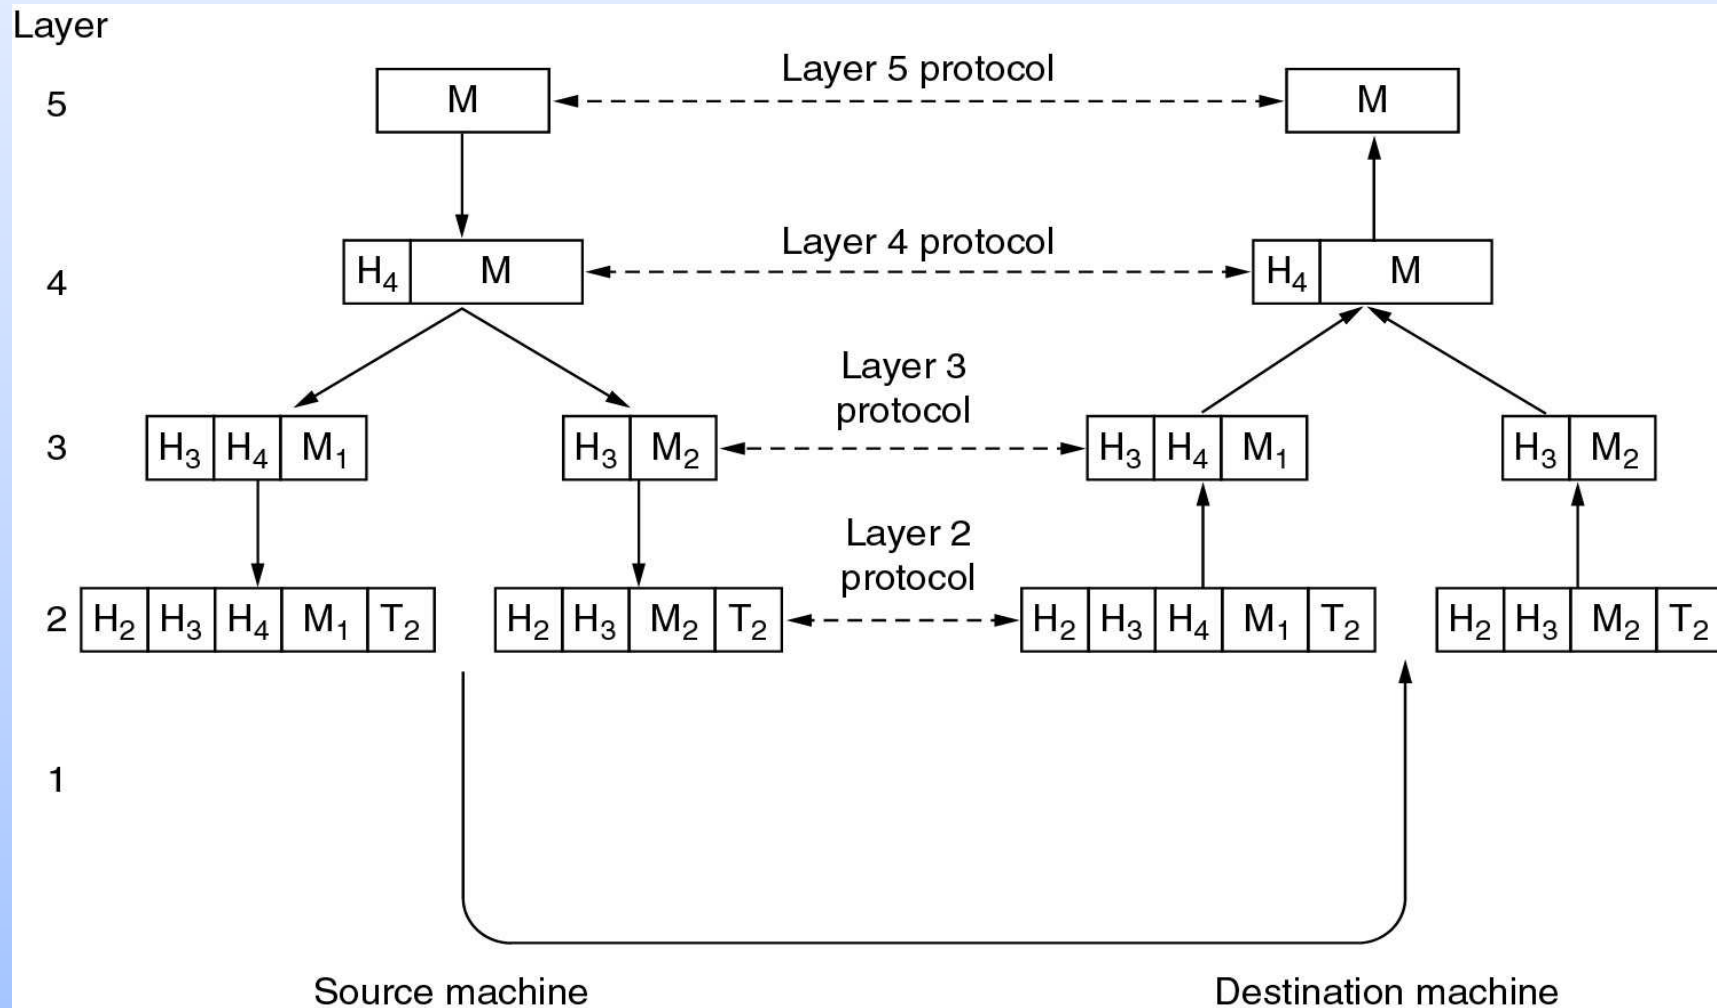 Layer
5
M
Layer 5 protocol
M
4
H₄ M
Layer 4 protocol
H₄ M
3
H₃ H₄ M₁
H₃ M₂
Layer 3
protocol
H₃ H₄ M₁
H₃ M₂
2
H₂ H₃ H₄ M₁ T₂
H₂ H₃ M₂ T₂
Layer 2
protocol
H₂ H₃ H₄ M₁ T₂
H₂ H₃ M₂ T₂
1
Source machine
Destination machine